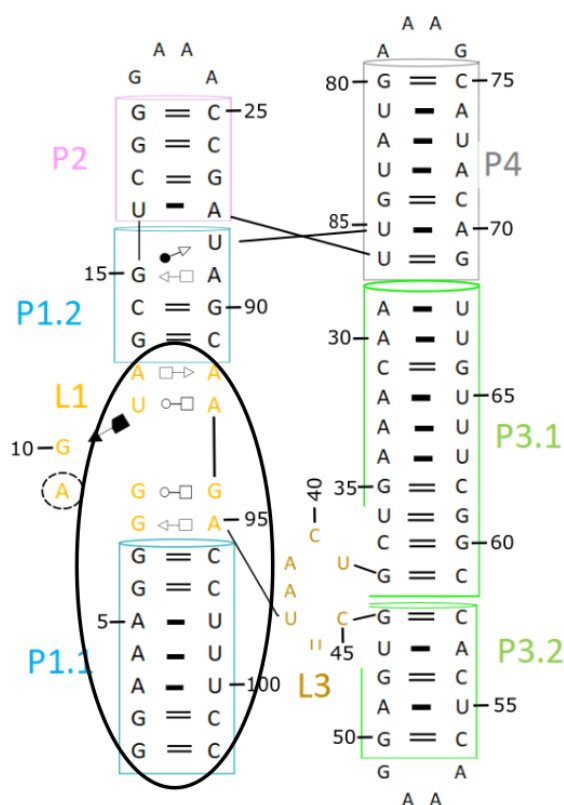 A A
G A
G C 25
G C
P2
C G
U A
U
15 G A
P1.2
C G 90
G C
L1 A A
U A
10 G
A G G
G A 95
G C
G C
5 A U
P1.1
A U
A U 100
G C
G C
A A
A G
80 G C 75
U A
A U
P4
U A
G C
85 U A 70
U G
A U
30 A U
C G
A U 65
P3.1
A U
A U
35 G C
U G
C G 60
G C
40
C
A U
A
U C
45
L3
G C
U A
P3.2
G C
A U 55
50 G C
G A
A A